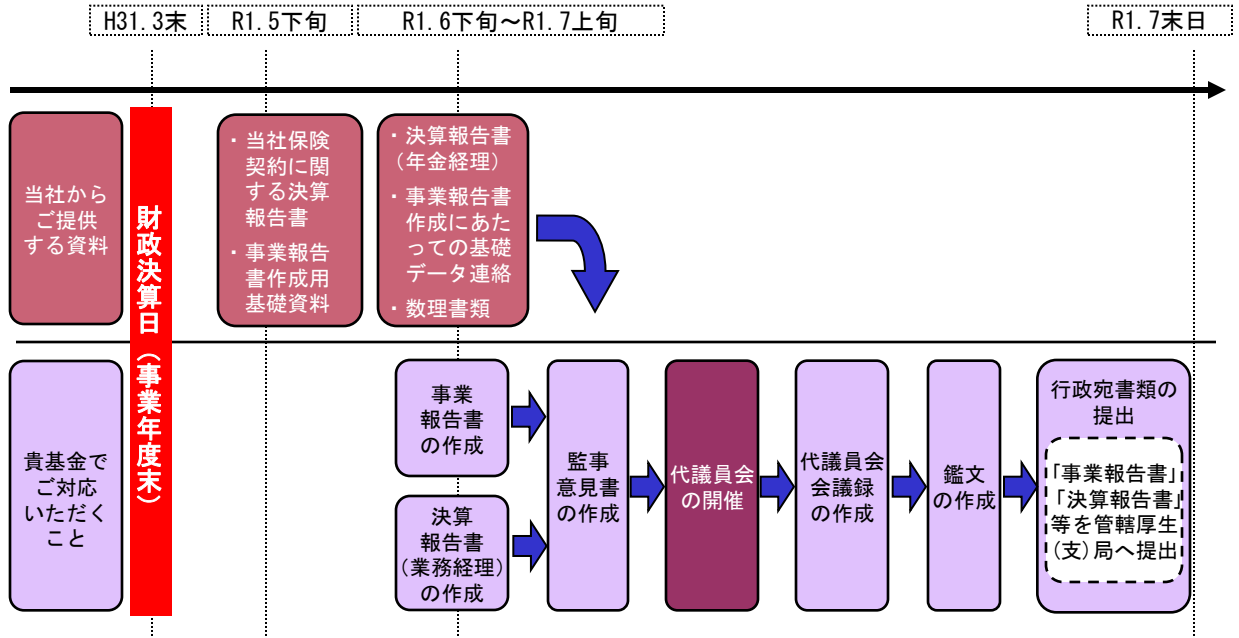 H31.3末
R1.5下旬
R1.6下旬～R1.7上旬
R1.7末日
当社から
ご提供
する資料
財政決算日（事業年度末）
・当社保険
契約に関
する決算
報告書
・事業報告
書作成用
基礎資料
・決算報告書
（年金経理）
・事業報告書
作成にあた
っての基礎
データ連絡
・数理書類
貴基金で
ご対応
いただく
こと
事業
報告書
の作成
決算
報告書
(業務経理)
の作成
監事
意見書
の作成
代議員会
の開催
代議員会
会議録
の作成
鑑文
の作成
行政宛書類の
提出
｢事業報告書｣
｢決算報告書｣
等を管轄厚生
(支)局へ提出